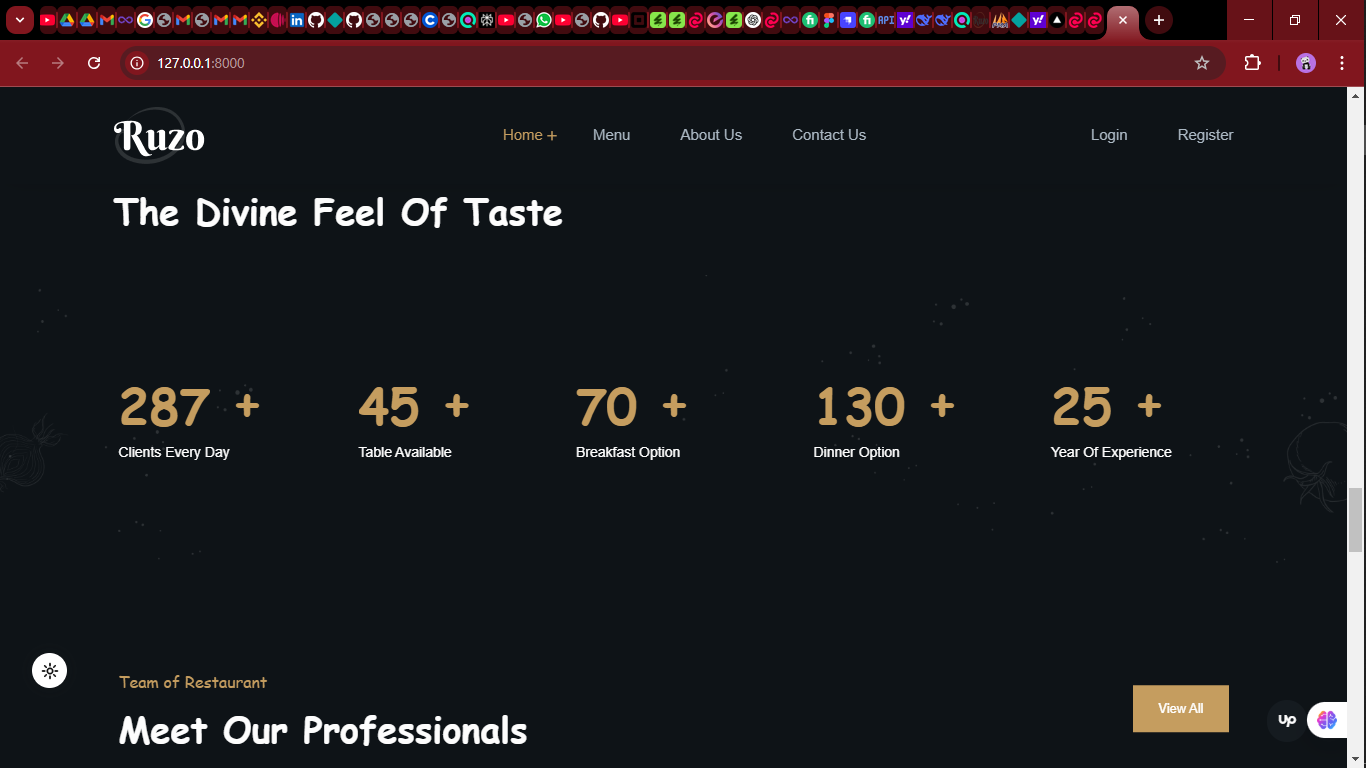 127.0.0.1:8000
Ruzo
Home +
Menu
About Us
Contact Us
Login
Register
The Divine Feel Of Taste
287 +
45 +
70 +
130 +
25 +
Clients Every Day
Table Available
Breakfast Option
Dinner Option
Year Of Experience
Team of Restaurant
Meet Our Professionals
View All
UP